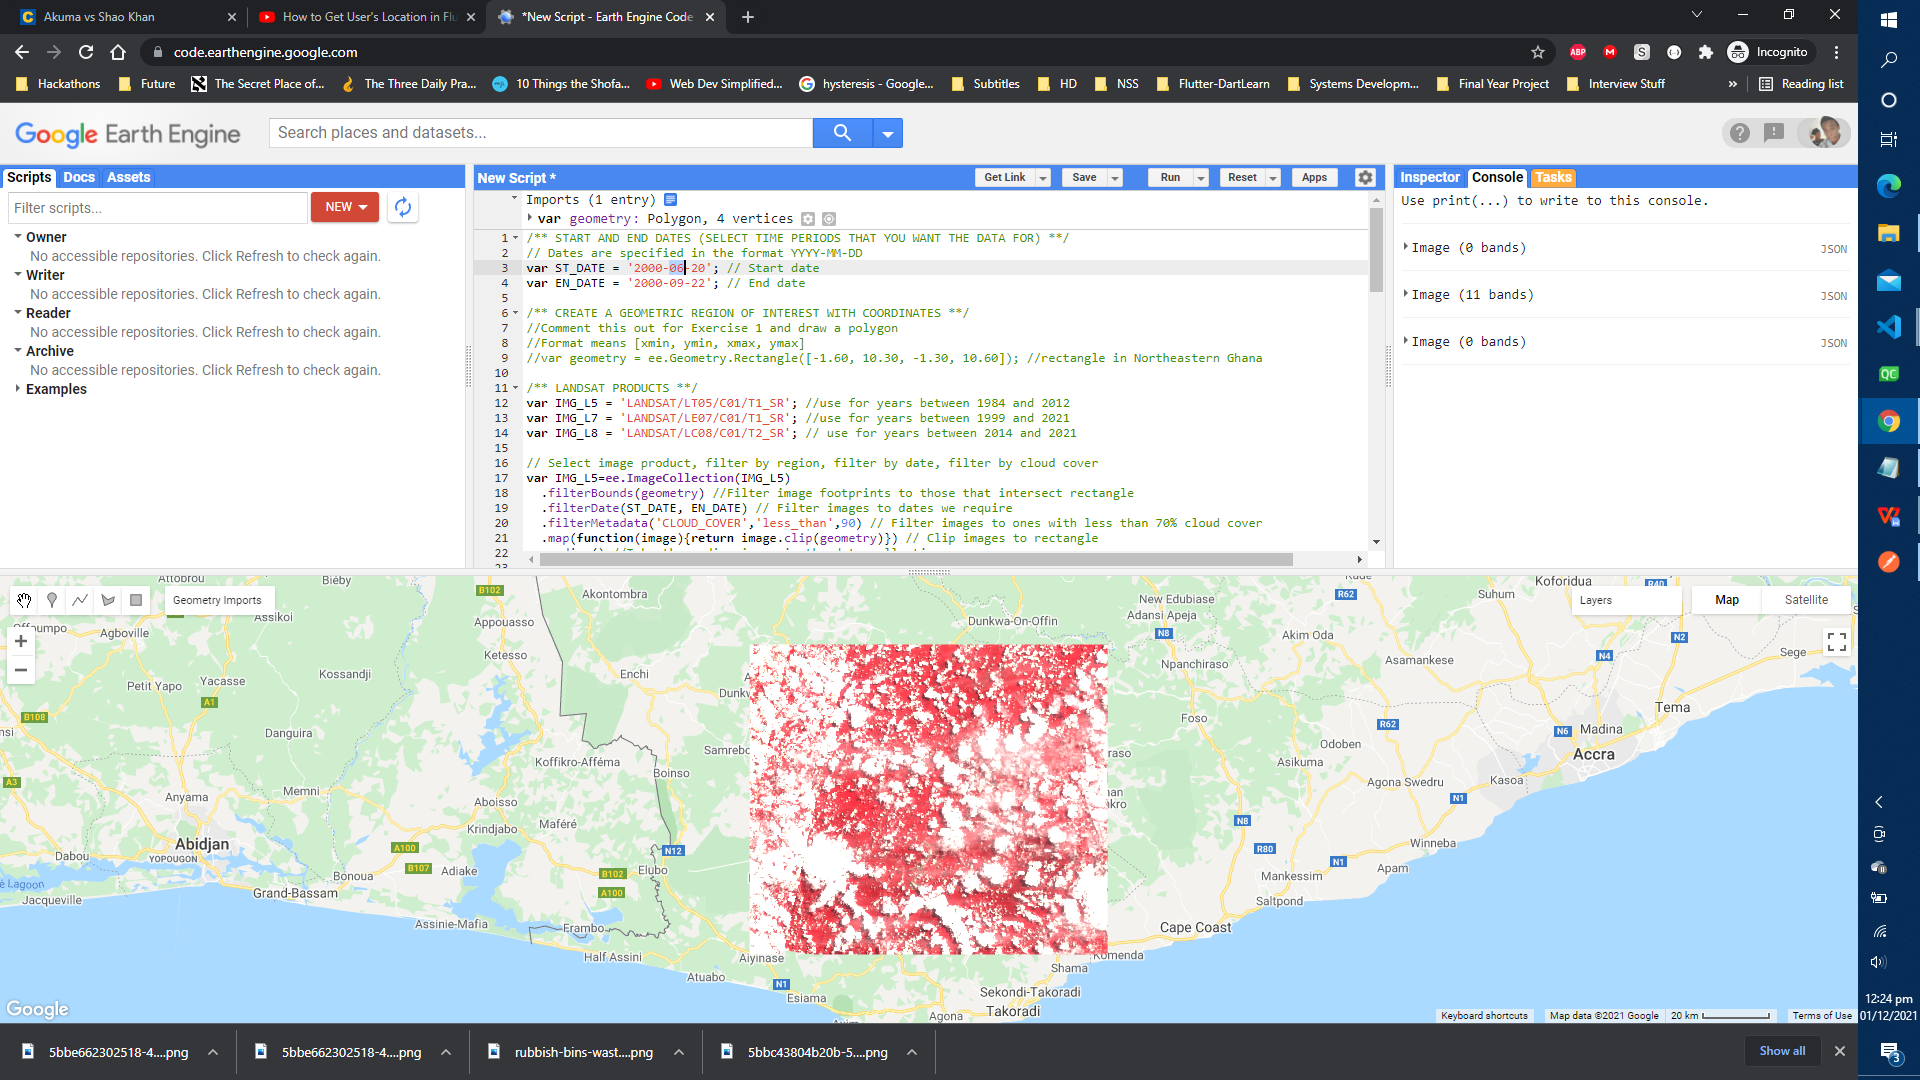 Akuma vs Shao Khan
How to Get User's Location in Flu
*New Script - Earth Engine Code
code.earthengine.google.com
Incognito
Hackathons
Future
The Secret Place of...
The Three Daily Pra...
10 Things the Shofa...
Web Dev Simplified...
hysteresis - Google...
Subtitles
HD
NSS
Flutter-DartLearn
Systems Developm...
Final Year Project
Interview Stuff
»
Reading list
Google Earth Engine
Search places and datasets...
Scripts Docs Assets
Filter scripts...
NEW
Owner
No accessible repositories. Click Refresh to check again.
Writer
No accessible repositories. Click Refresh to check again.
Reader
No accessible repositories. Click Refresh to check again.
Archive
No accessible repositories. Click Refresh to check again.
Examples
New Script *
Get Link
Save
Run
Reset
Apps
Imports (1 entry)
var geometry: Polygon, 4 vertices
1 /** START AND END DATES (SELECT TIME PERIODS THAT YOU WANT THE DATA FOR) **/
2 // Dates are specified in the format YYYY-MM-DD
3 var ST_DATE = '2000-06-20'; // Start date
4 var EN_DATE = '2000-09-22'; // End date
5
6 /** CREATE A GEOMETRIC REGION OF INTEREST WITH COORDINATES **/
7 //Comment this out for Exercise 1 and draw a polygon
8 //Format means [xmin, ymin, xmax, ymax]
9 //var geometry = ee.Geometry.Rectangle([-1.60, 10.30, -1.30, 10.60]); //rectangle in Northeastern Ghana
10
11 /** LANDSAT PRODUCTS **/
12 var IMG_L5 = 'LANDSAT/LT05/C01/T1_SR'; //use for years between 1984 and 2012
13 var IMG_L7 = 'LANDSAT/LE07/C01/T1_SR'; //use for years between 1999 and 2021
14 var IMG_L8 = 'LANDSAT/LC08/C01/T2_SR'; // use for years between 2014 and 2021
15
16 // Select image product, filter by region, filter by date, filter by cloud cover
17 var IMG_L5=ee.ImageCollection(IMG_L5)
18 .filterBounds(geometry) //Filter image footprints to those that intersect rectangle
19 .filterDate(ST_DATE, EN_DATE) // Filter images to dates we require
20 .filterMetadata('CLOUD_COVER','less_than',90) // Filter images to ones with less than 70% cloud cover
21 .map(function(image){return image.clip(geometry)}) // Clip images to rectangle
22
Inspector Console Tasks
Use print(...) to write to this console.
Image (0 bands) JSON
Image (11 bands) JSON
Image (0 bands) JSON
Geometry Imports
Layers
Map
Satellite
Attobrou
Biéby
B102
Akontombra
R62
Koforidua
R40
Suhum
Assikoi
Agboville
Appouasso
New Edubiase
Adansi Apeja
Dunkwa-On-Offin
N8
Akim Oda
N2
Ketesso
Enchi
Npanchiraso
N4
Asamankese
Sege
Kossandji
Yacasse
Petit Yapo
A1
B108
Foso
R62
Tema
Danguira
Samrebo
N6
Madina
Odoben
Accra
Koffikro-Afféma
Boinso
Asikuma
Kasoa
Agona Swedru
A3
Memni
Anyama
Aboisso
N1
Krindjabo
Maféré
N8
Abidjan
YOPOUGON
A100
N12
R80
N1
Winneba
Dabou
B107
Adiake
B102
Elubo
Mankessim
Apam
Bonoua
A100
Grand-Bassam
Jacqueville
Saltpond
Assinie-Mafia
Erambo
Cape Coast
Half Assini
Aiyinase
Komenda
Shama
Atuabo
N1
Esiama
Sekondi-Takoradi
Takoradi
Agona
Google
Keyboard shortcuts
Map data ©2021 Google
20 km
Terms of Use
5bbe662302518-4....png
5bbe662302518-4....png
rubbish-bins-wast....png
5bbc43804b20b-5....png
Show all
12:24 pm
01/12/2021
3